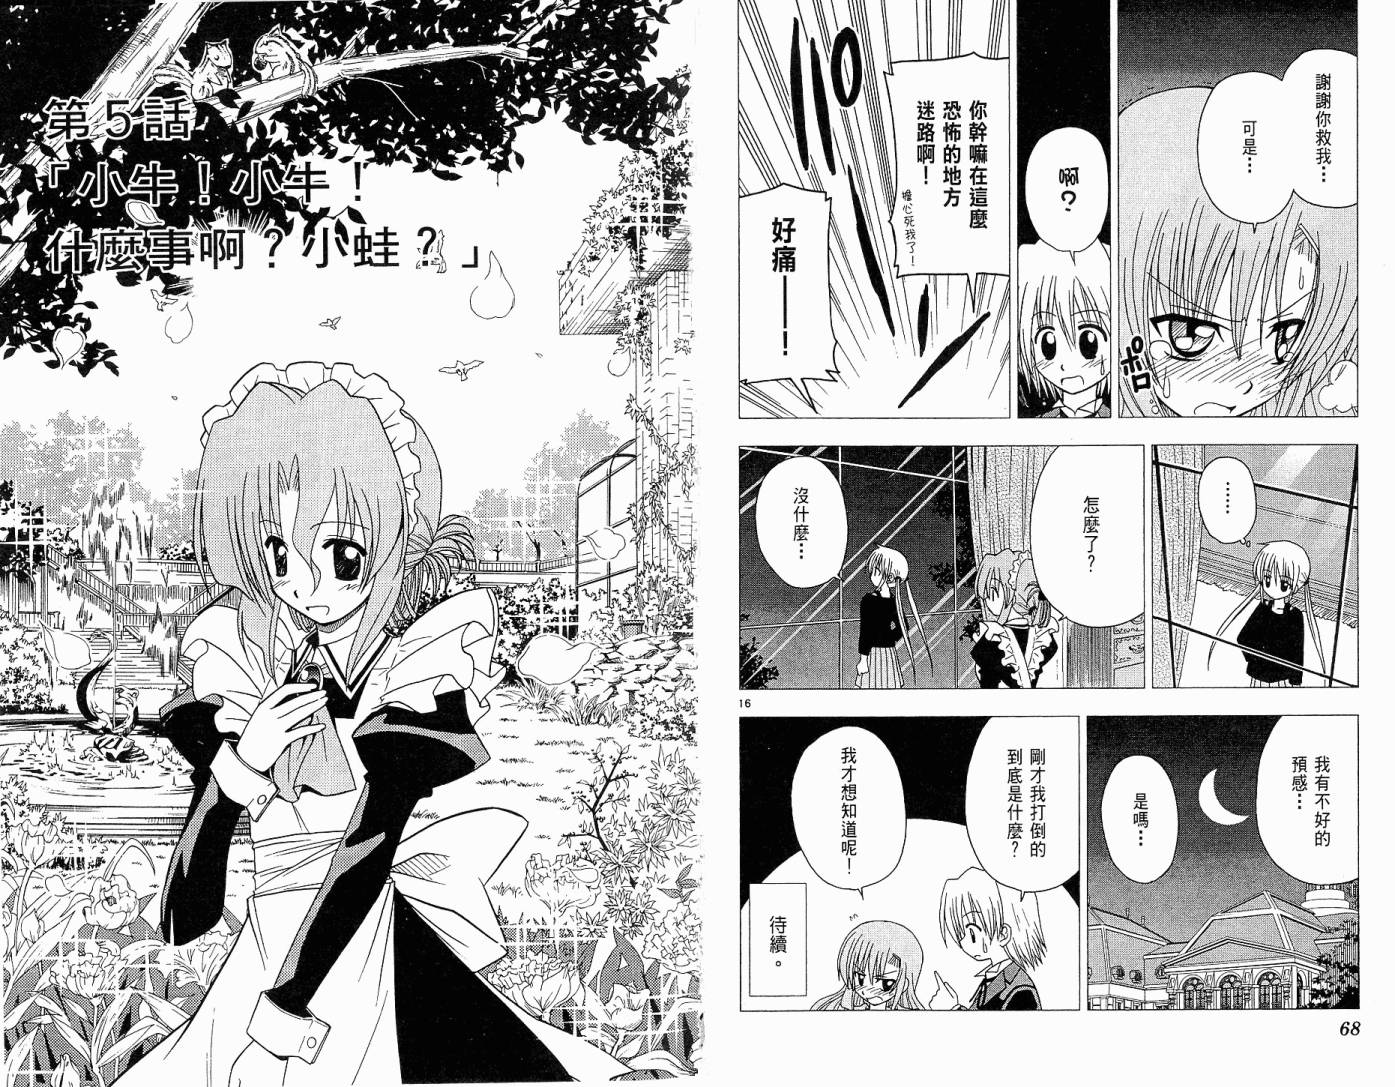 謝謝你救我…
可是…
ポロ
啊？
你幹嘛在這麼
恐怖的地方
迷路啊！
擔心死我了！
好痛——！
……
怎麼了？
沒什麼…
16
我有不好的
預感…
是嗎…
剛才我打倒的
到底是什麼？
我才想知道呢！
待續。
68
第５話
「小牛！小牛！
什麼事啊？小蛙？」